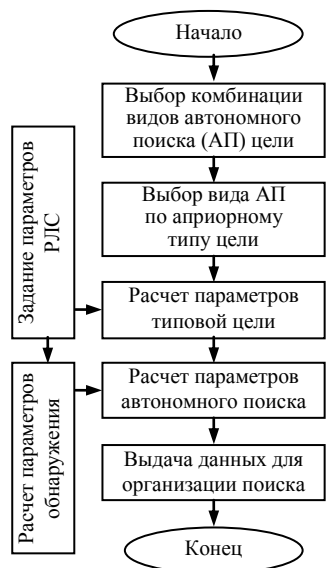 Начало
Выбор комбинации
видов автономного
поиска (АП) цели
Выбор вида АП
по априорному
типу цели
Задание параметров
РЛС
Расчет параметров
типовой цели
Расчет параметров
обнаружения
Расчет параметров
автономного поиска
Выдача данных для
организации поиска
Конец